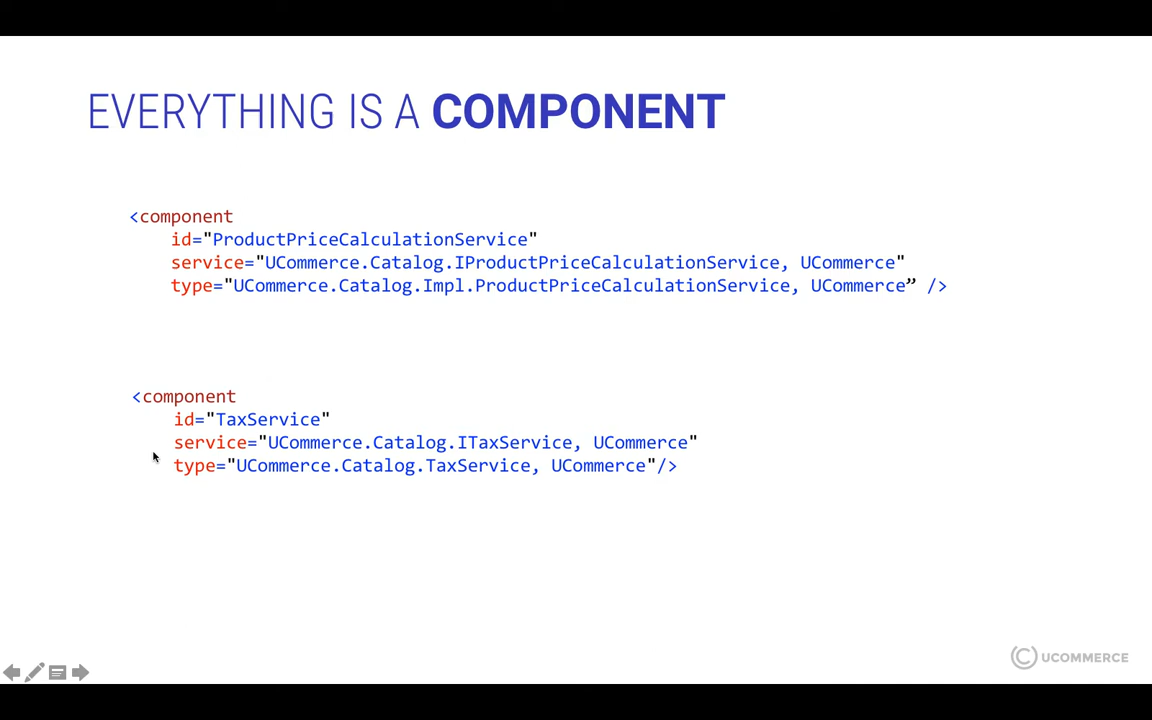 EVERYTHING IS A COMPONENT
<component
id="ProductPriceCalculationService"
service="UCommerce.Catalog.IProductPriceCalculationService, UCommerce"
type="UCommerce.Catalog.Impl.ProductPriceCalculationService, UCommerce” />
<component
id="TaxService"
service="UCommerce.Catalog.ITaxService, UCommerce"
type="UCommerce.Catalog.TaxService, UCommerce"/>
UCOMMERCE